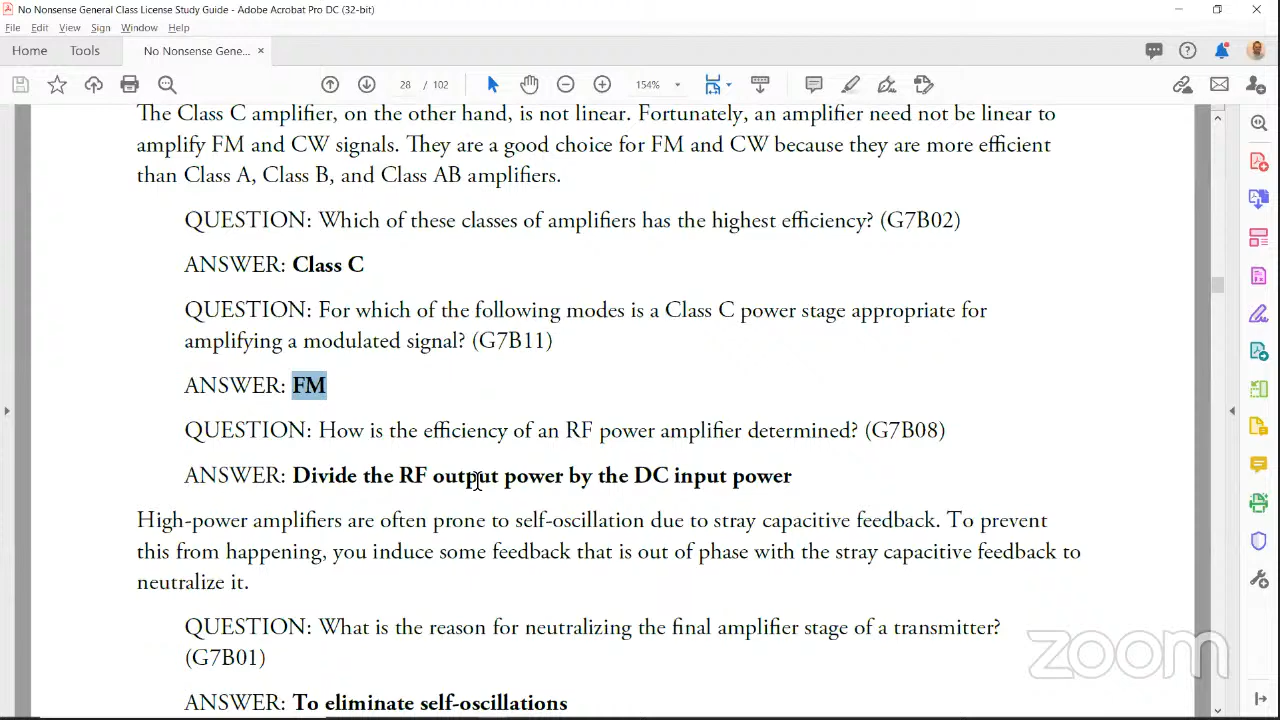 No Nonsense General Class License Study Guide - Adobe Acrobat Pro DC (32-bit)
File Edit View Sign Window Help
Home Tools No Nonsense Gene... ×
28 / 102 154%
The Class C amplifier, on the other hand, is not linear. Fortunately, an amplifier need not be linear to
amplify FM and CW signals. They are a good choice for FM and CW because they are more efficient
than Class A, Class B, and Class AB amplifiers.
QUESTION: Which of these classes of amplifiers has the highest efficiency? (G7B02)
ANSWER: Class C
QUESTION: For which of the following modes is a Class C power stage appropriate for
amplifying a modulated signal? (G7B11)
ANSWER: FM
QUESTION: How is the efficiency of an RF power amplifier determined? (G7B08)
ANSWER: Divide the RF output power by the DC input power
High-power amplifiers are often prone to self-oscillation due to stray capacitive feedback. To prevent
this from happening, you induce some feedback that is out of phase with the stray capacitive feedback to
neutralize it.
QUESTION: What is the reason for neutralizing the final amplifier stage of a transmitter?
(G7B01)
ANSWER: To eliminate self-oscillations
zoom